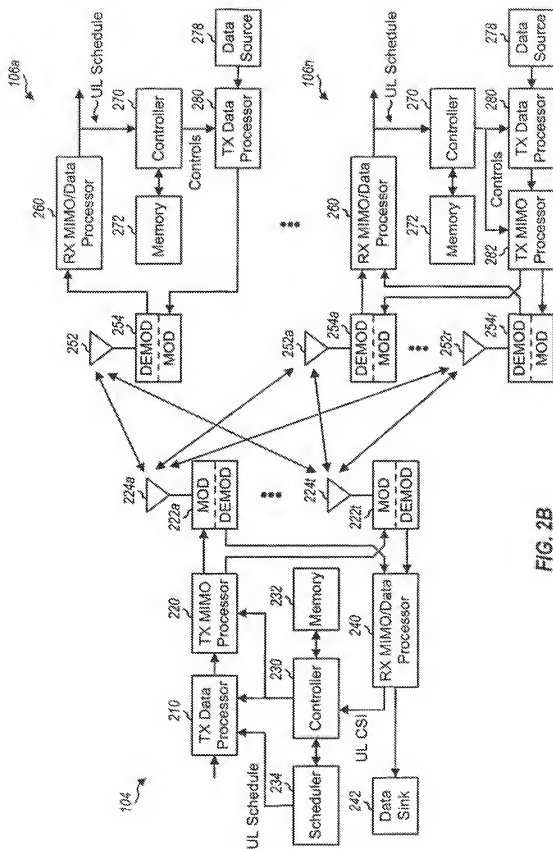 104
210
TX Data
Processor
220
TX MIMO
Processor
224a
222a
MOD
DEMOD
•••
224t
222t
MOD
DEMOD
UL Schedule
234
Scheduler
230
Controller
232
Memory
UL CSI
240
RX MIMO/Data
Processor
242
Data
Sink
106a
252
254
DEMOD
MOD
260
RX MIMO/Data
Processor
UL Schedule
270
Controller
272
Memory
Controls
280
TX Data
Processor
278
Data
Source
•••
106n
252a
254a
DEMOD
MOD
•••
252r
254r
DEMOD
MOD
260
RX MIMO/Data
Processor
UL Schedule
270
Controller
272
Memory
Controls
282
TX MIMO
Processor
280
TX Data
Processor
278
Data
Source
FIG. 2B